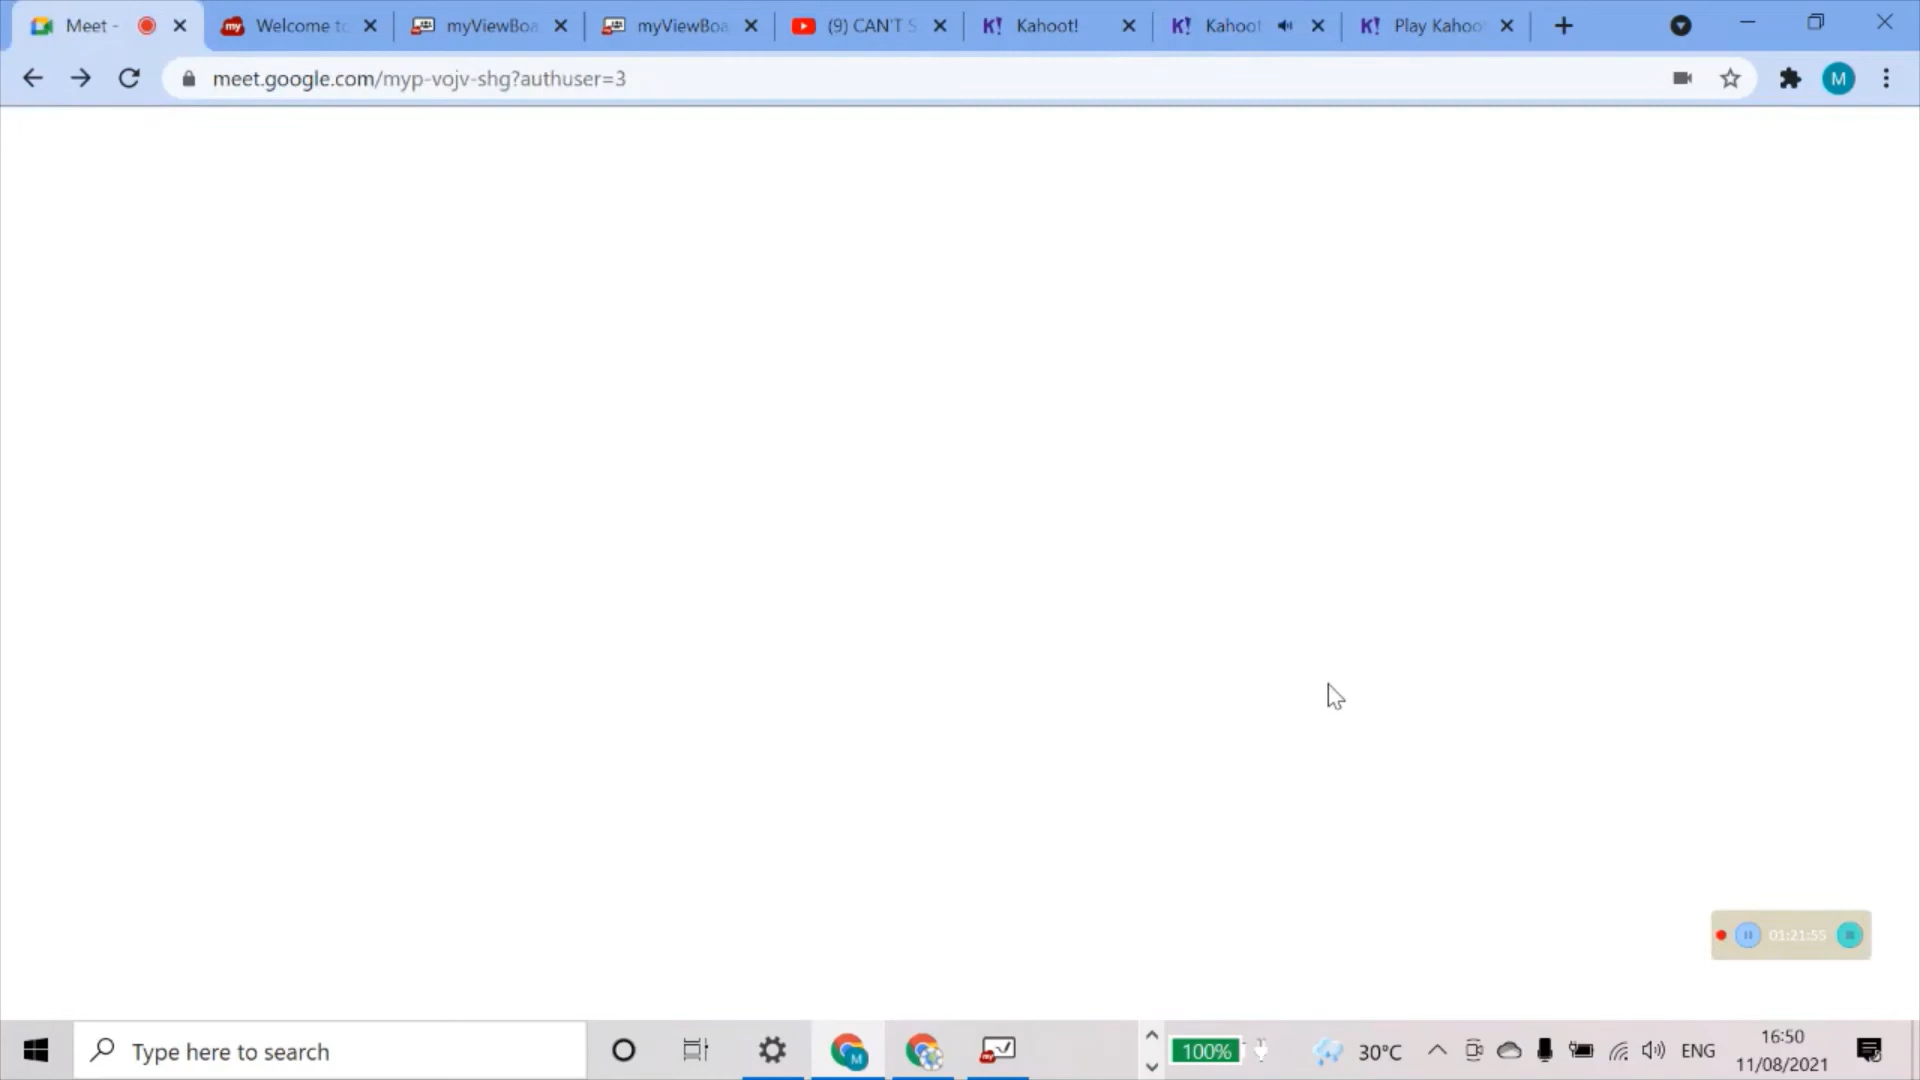 Meet -
Welcome to
myViewBoa
myViewBoa
(9) CAN'T S
Kahoot!
Kahoot
Play Kahoo
meet.google.com/myp-vojv-shg?authuser=3
M
01:21:55
Type here to search
100%
30°C
ENG
16:50
11/08/2021